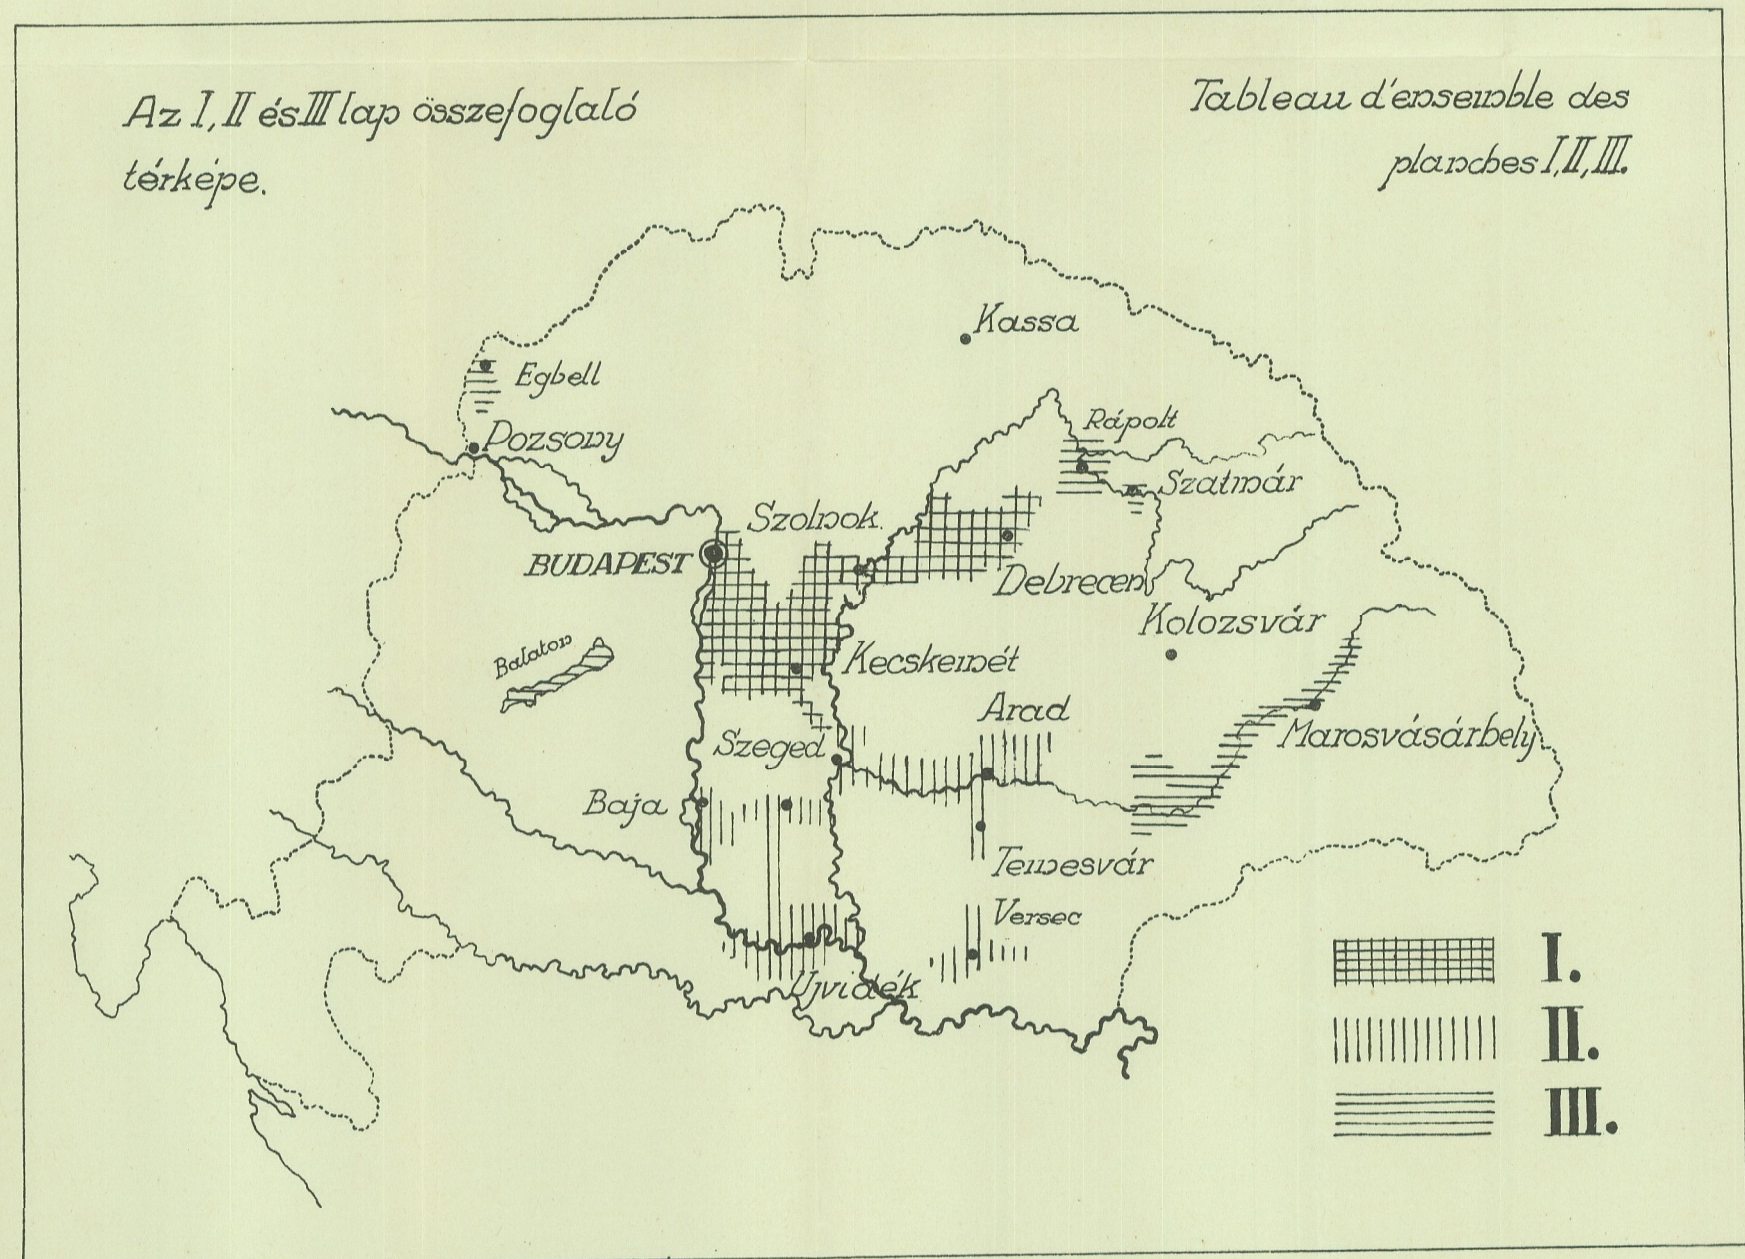 Az I, II és III lap összefoglaló
térképe.
Tableau d'ensemble des
planches I, II, III.
Kassa
Egbell
Pozsony
Rápolt
Szatmár
Szolnok.
BUDAPEST
Debrecen
Kolozsvár
Balaton
Kecskemét
Arad
Marosvásárhely
Szeged
Baja
Temesvár
Versec
Ujvidék
I.
II.
III.